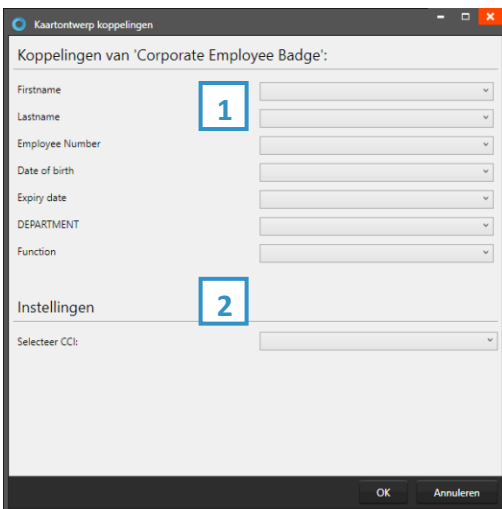 Kaartontwerp koppelingen
Koppelingen van 'Corporate Employee Badge':
Firstname
1
Lastname
Employee Number
Date of birth
Expiry date
DEPARTMENT
Function
2
Instellingen
Selecteer CCI:
OK Annuleren